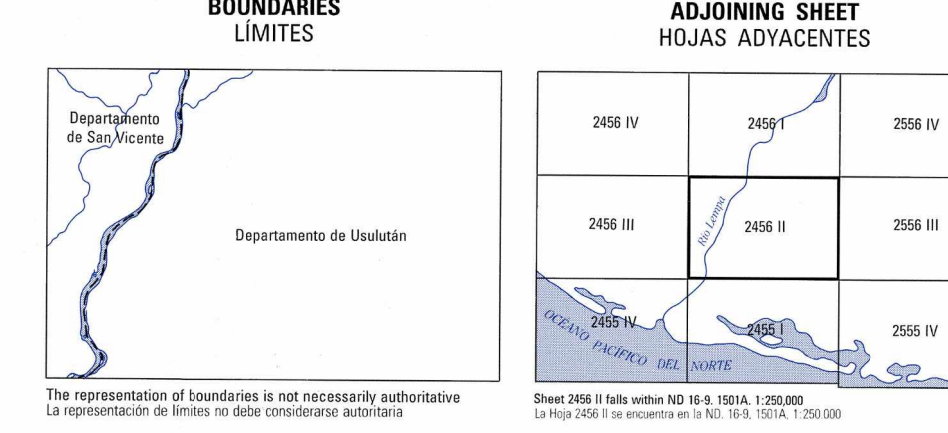 BOUNDARIES
LÍMITES
Departamento
de San Vicente
Departamento de Usulután
The representation of boundaries is not necessarily authoritative
La representación de límites no debe considerarse autoritaria
ADJOINING SHEET
HOJAS ADYACENTES
2456 IV
2456 I
2556 IV
2456 III
Río Lempa
2456 II
2556 III
2455 IV
2455 I
2555 IV
OCEANO PACÍFICO DEL NORTE
Sheet 2456 II falls within ND 16-9. 1501A. 1:250,000
La Hoja 2456 II se encuentra en la ND. 16-9, 1501A, 1:250 000